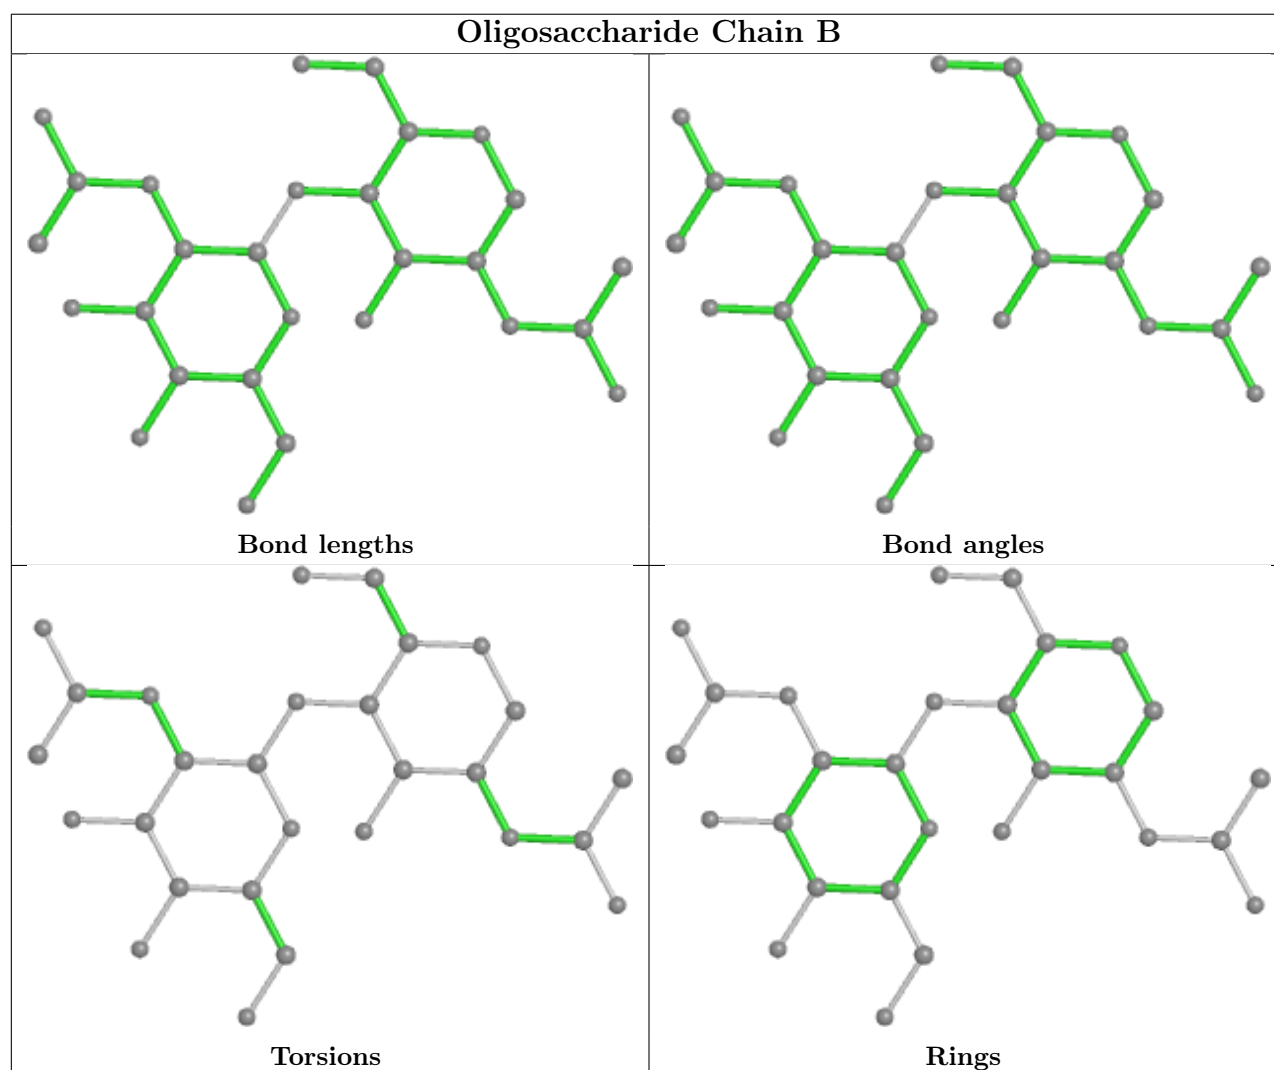 Oligosaccharide Chain B
Bond lengths
Bond angles
Torsions
Rings